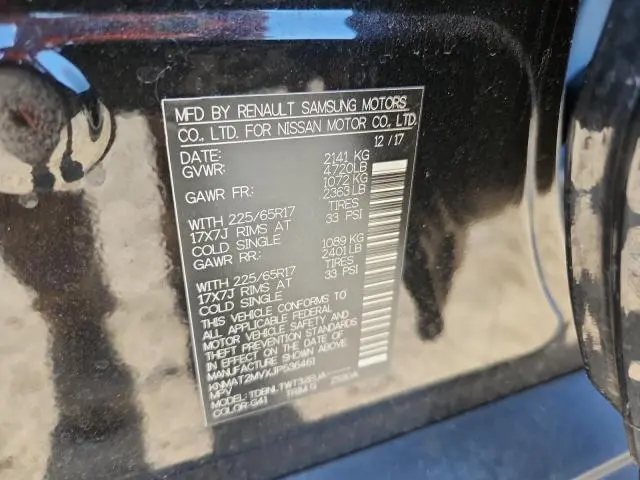 MFD BY RENAULT SAMSUNG MOTORS
CO., LTD. FOR NISSAN MOTOR CO., LTD.
DATE: 12/17
GVWR: 2141 KG
4720LB
GAWR FR: 1072 KG
2363 LB
WITH 225/65R17 TIRES
17X7J RIMS AT 33 PSI
COLD SINGLE
GAWR RR: 1089 KG
2401LB
WITH 225/65R17 TIRES
17X7J RIMS AT 33 PSI
COLD SINGLE
THIS VEHICLE CONFORMS TO
ALL APPLICABLE FEDERAL
MOTOR VEHICLE SAFETY AND
THEFT PREVENTION STANDARDS
IN EFFECT ON THE DATE OF
MANUFACTURE SHOWN ABOVE.
KNMAT2MVXJP536461
MPV
MODEL:
COLOR:G41 TRIM:G